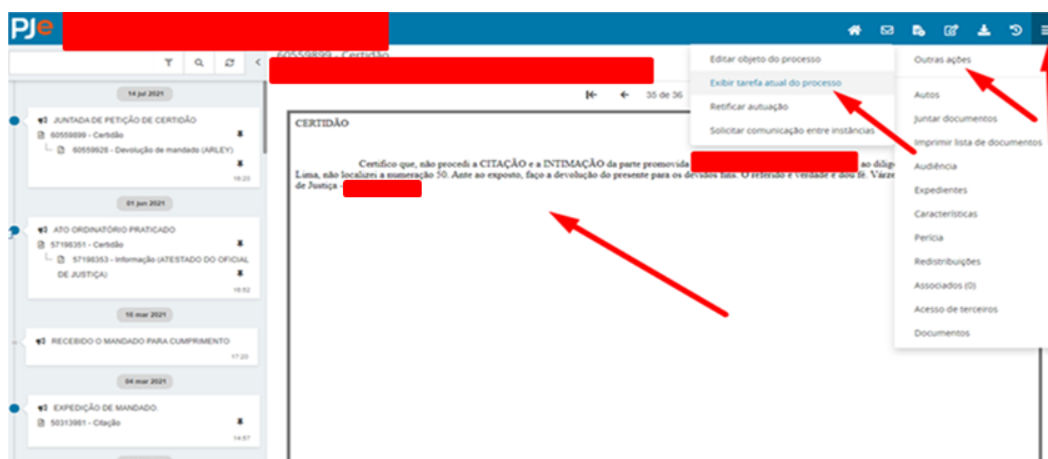 PJe
60559899 - Certidão
14 jul 2021
JUNTADA DE PETIÇÃO DE CERTIDÃO
60559899 - Certidão
60559928 - Devolução de mandado (ARLEY)
16:20
01 jun 2021
ATO ORDINATÓRIO PRATICADO
57198351 - Certidão
57198353 - Informação (ATESTADO DO OFICIAL
DE JUSTIÇA)
16:52
16 mar 2021
RECEBIDO O MANDADO PARA CUMPRIMENTO
17:20
04 mar 2021
EXPEDIÇÃO DE MANDADO.
50313981 - Citação
14:57
35 de 36
CERTIDÃO
Certifico que, não procedi a CITAÇÃO e a INTIMAÇÃO da parte promovida ao dilig
Lima, não localizei a numeração 50. Ante ao exposto, faço a devolução do presente para os devidos fins. O referido é verdade e dou fé. Várze
de Justiça -
Editar objeto do processo
Exibir tarefa atual do processo
Retificar autuação
Solicitar comunicação entre instâncias
Outras ações
Autos
Juntar documentos
Imprimir lista de documentos
Audiência
Expedientes
Características
Perícia
Redistribuições
Associados (0)
Acesso de terceiros
Documentos